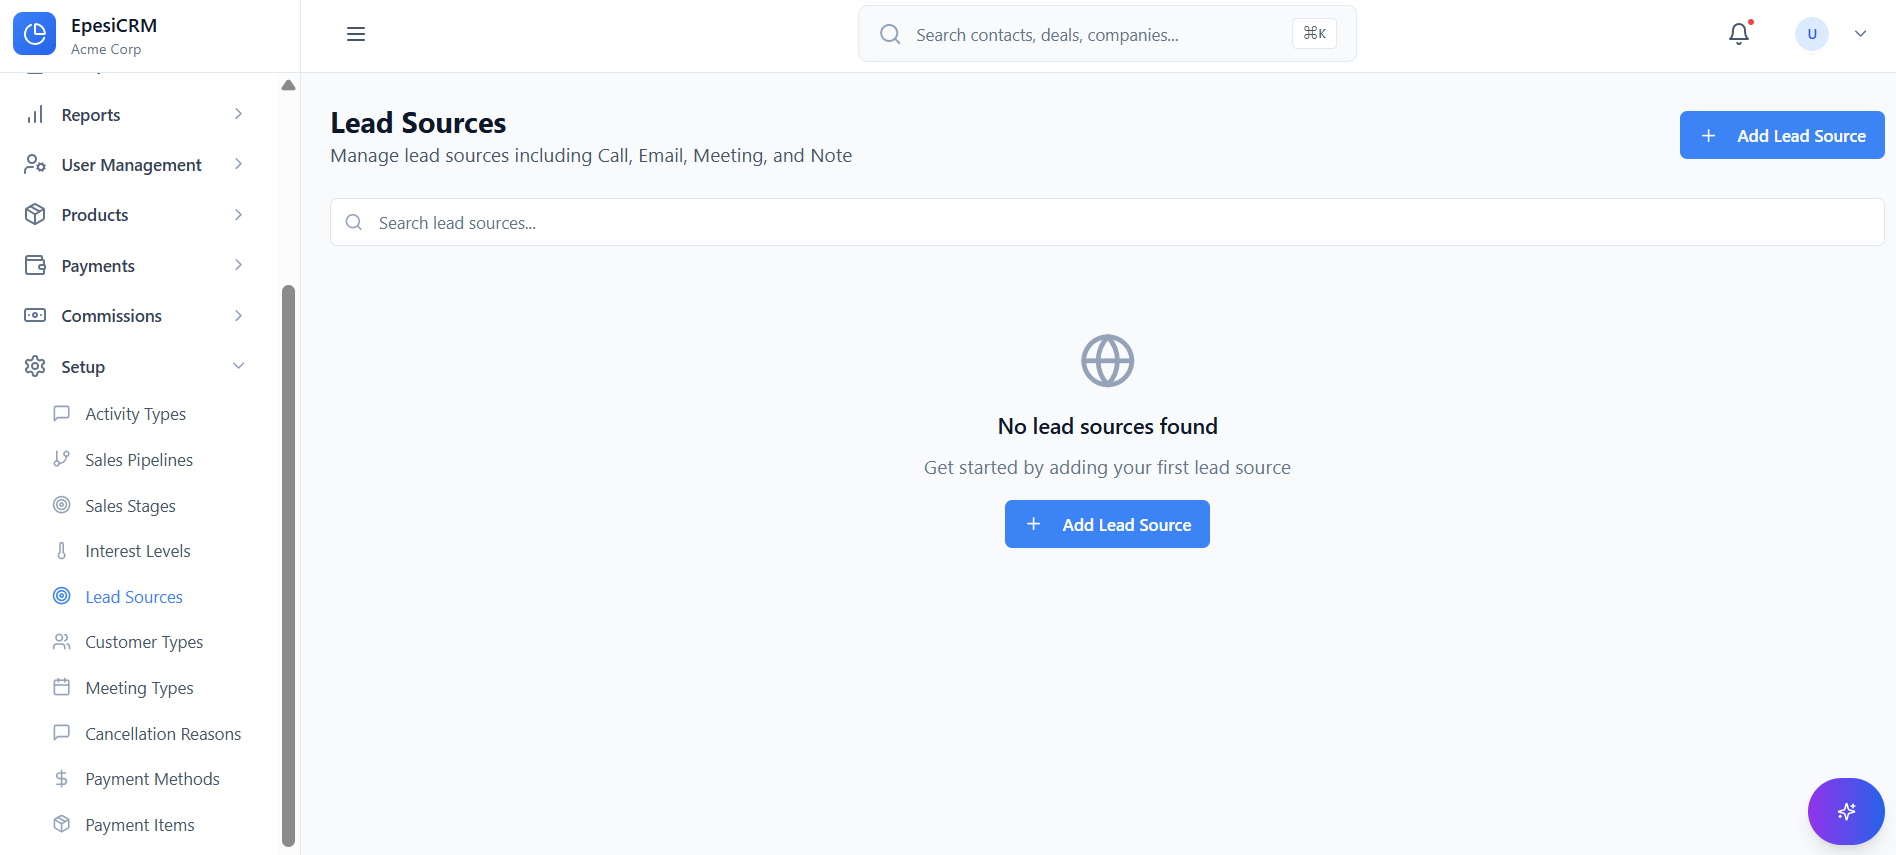 EpesiCRM
Acme Corp
Search contacts, deals, companies...
⌘K
U
Reports
User Management
Products
Payments
Commissions
Setup
Activity Types
Sales Pipelines
Sales Stages
Interest Levels
Lead Sources
Customer Types
Meeting Types
Cancellation Reasons
Payment Methods
Payment Items
Lead Sources
Manage lead sources including Call, Email, Meeting, and Note
+ Add Lead Source
Search lead sources...
No lead sources found
Get started by adding your first lead source
+ Add Lead Source